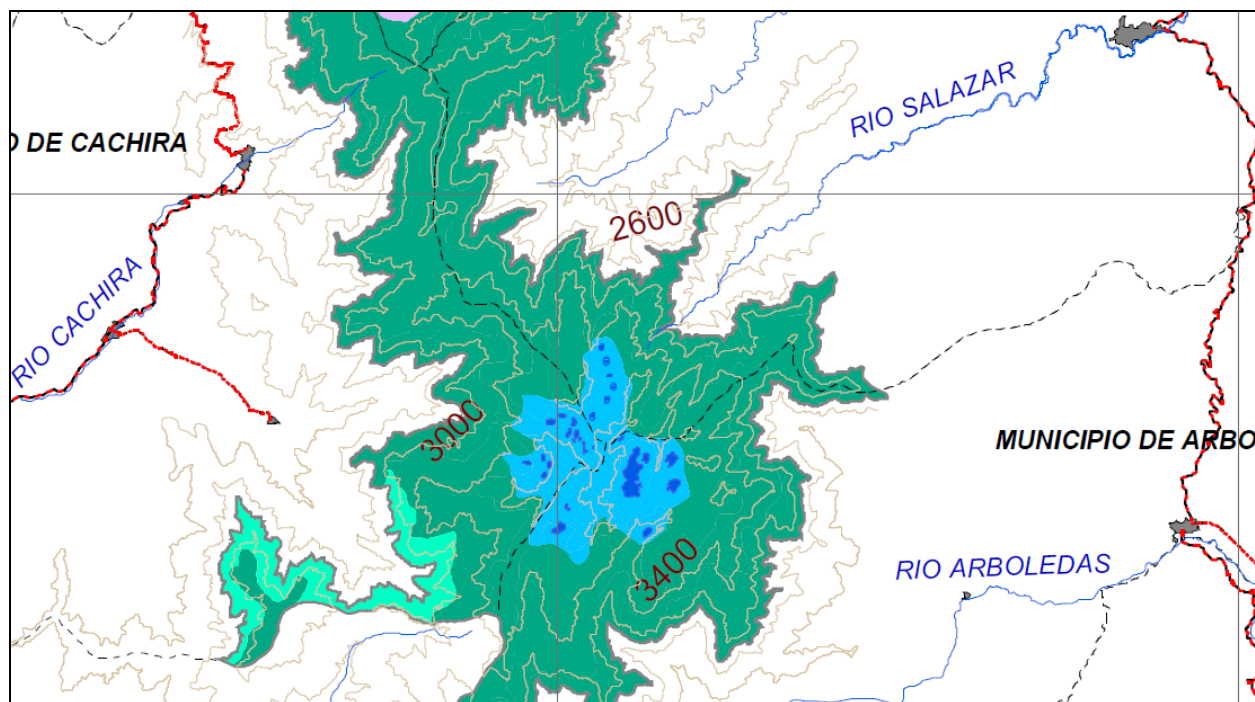 RIO SALAZAR
O DE CACHIRA
2600
RIO CACHIRA
3000
MUNICIPIO DE ARBO
3400
RIO ARBOLEDAS